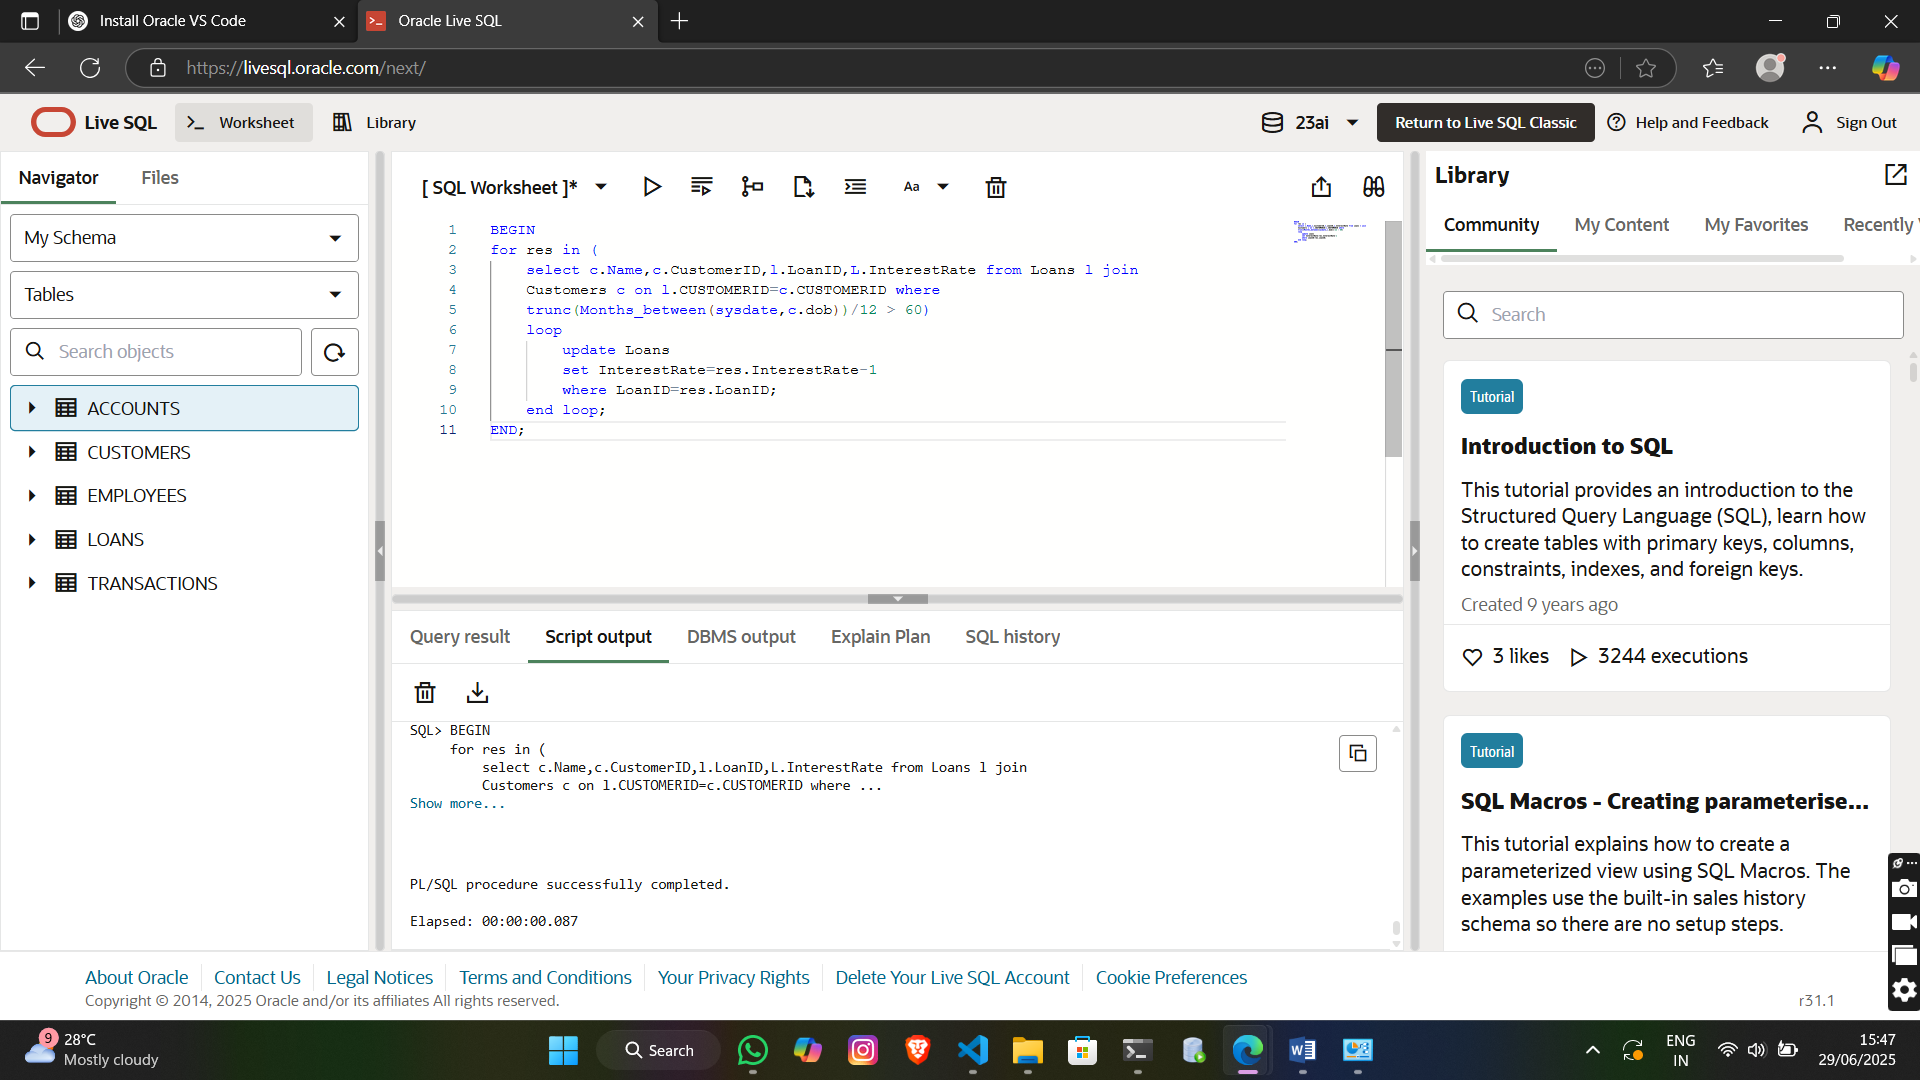 Install Oracle VS Code
Oracle Live SQL
https://livesql.oracle.com/next/
Live SQL
Worksheet
Library
23ai
Return to Live SQL Classic
Help and Feedback
Sign Out
Navigator
Files
My Schema
Tables
Search objects
ACCOUNTS
CUSTOMERS
EMPLOYEES
LOANS
TRANSACTIONS
[ SQL Worksheet ]*
Aa
1 BEGIN
2 for res in (
3 select c.Name,c.CustomerID,l.LoanID,L.InterestRate from Loans l join
4 Customers c on l.CUSTOMERID=c.CUSTOMERID where
5 trunc(Months_between(sysdate,c.dob))/12 > 60)
6 loop
7 update Loans
8 set InterestRate=res.InterestRate-1
9 where LoanID=res.LoanID;
10 end loop;
11 END;
Query result
Script output
DBMS output
Explain Plan
SQL history
SQL> BEGIN
for res in (
select c.Name,c.CustomerID,l.LoanID,L.InterestRate from Loans l join
Customers c on l.CUSTOMERID=c.CUSTOMERID where ...
Show more...
PL/SQL procedure successfully completed.
Elapsed: 00:00:00.087
Library
Community
My Content
My Favorites
Recently
Search
Tutorial
Introduction to SQL
This tutorial provides an introduction to the
Structured Query Language (SQL), learn how
to create tables with primary keys, columns,
constraints, indexes, and foreign keys.
Created 9 years ago
3 likes
3244 executions
Tutorial
SQL Macros - Creating parameterise...
This tutorial explains how to create a
parameterized view using SQL Macros. The
examples use the built-in sales history
schema so there are no setup steps.
About Oracle
Contact Us
Legal Notices
Terms and Conditions
Your Privacy Rights
Delete Your Live SQL Account
Cookie Preferences
Copyright © 2014, 2025 Oracle and/or its affiliates All rights reserved.
r31.1
9
28°C
Mostly cloudy
Search
ENG
IN
15:47
29/06/2025